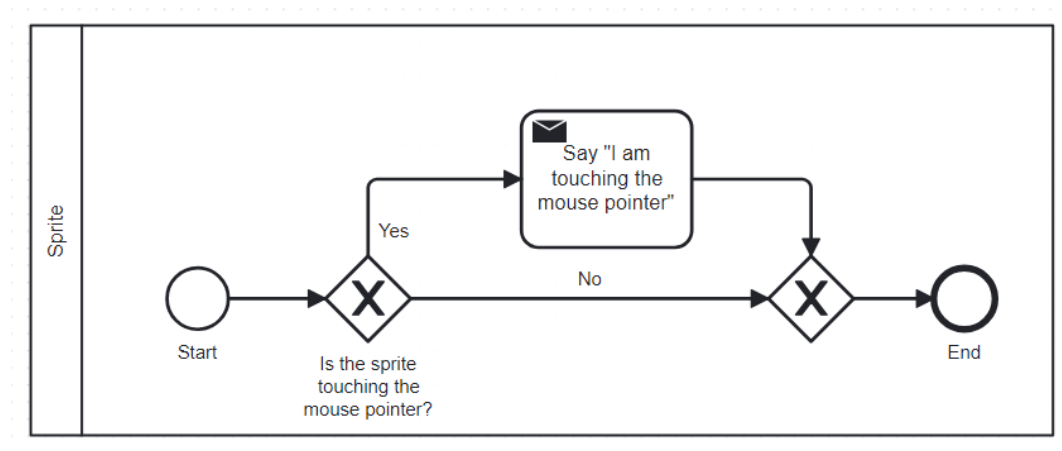 Sprite
Start
Is the sprite
touching the
mouse pointer?
Yes
Say "I am
touching the
mouse pointer"
No
End